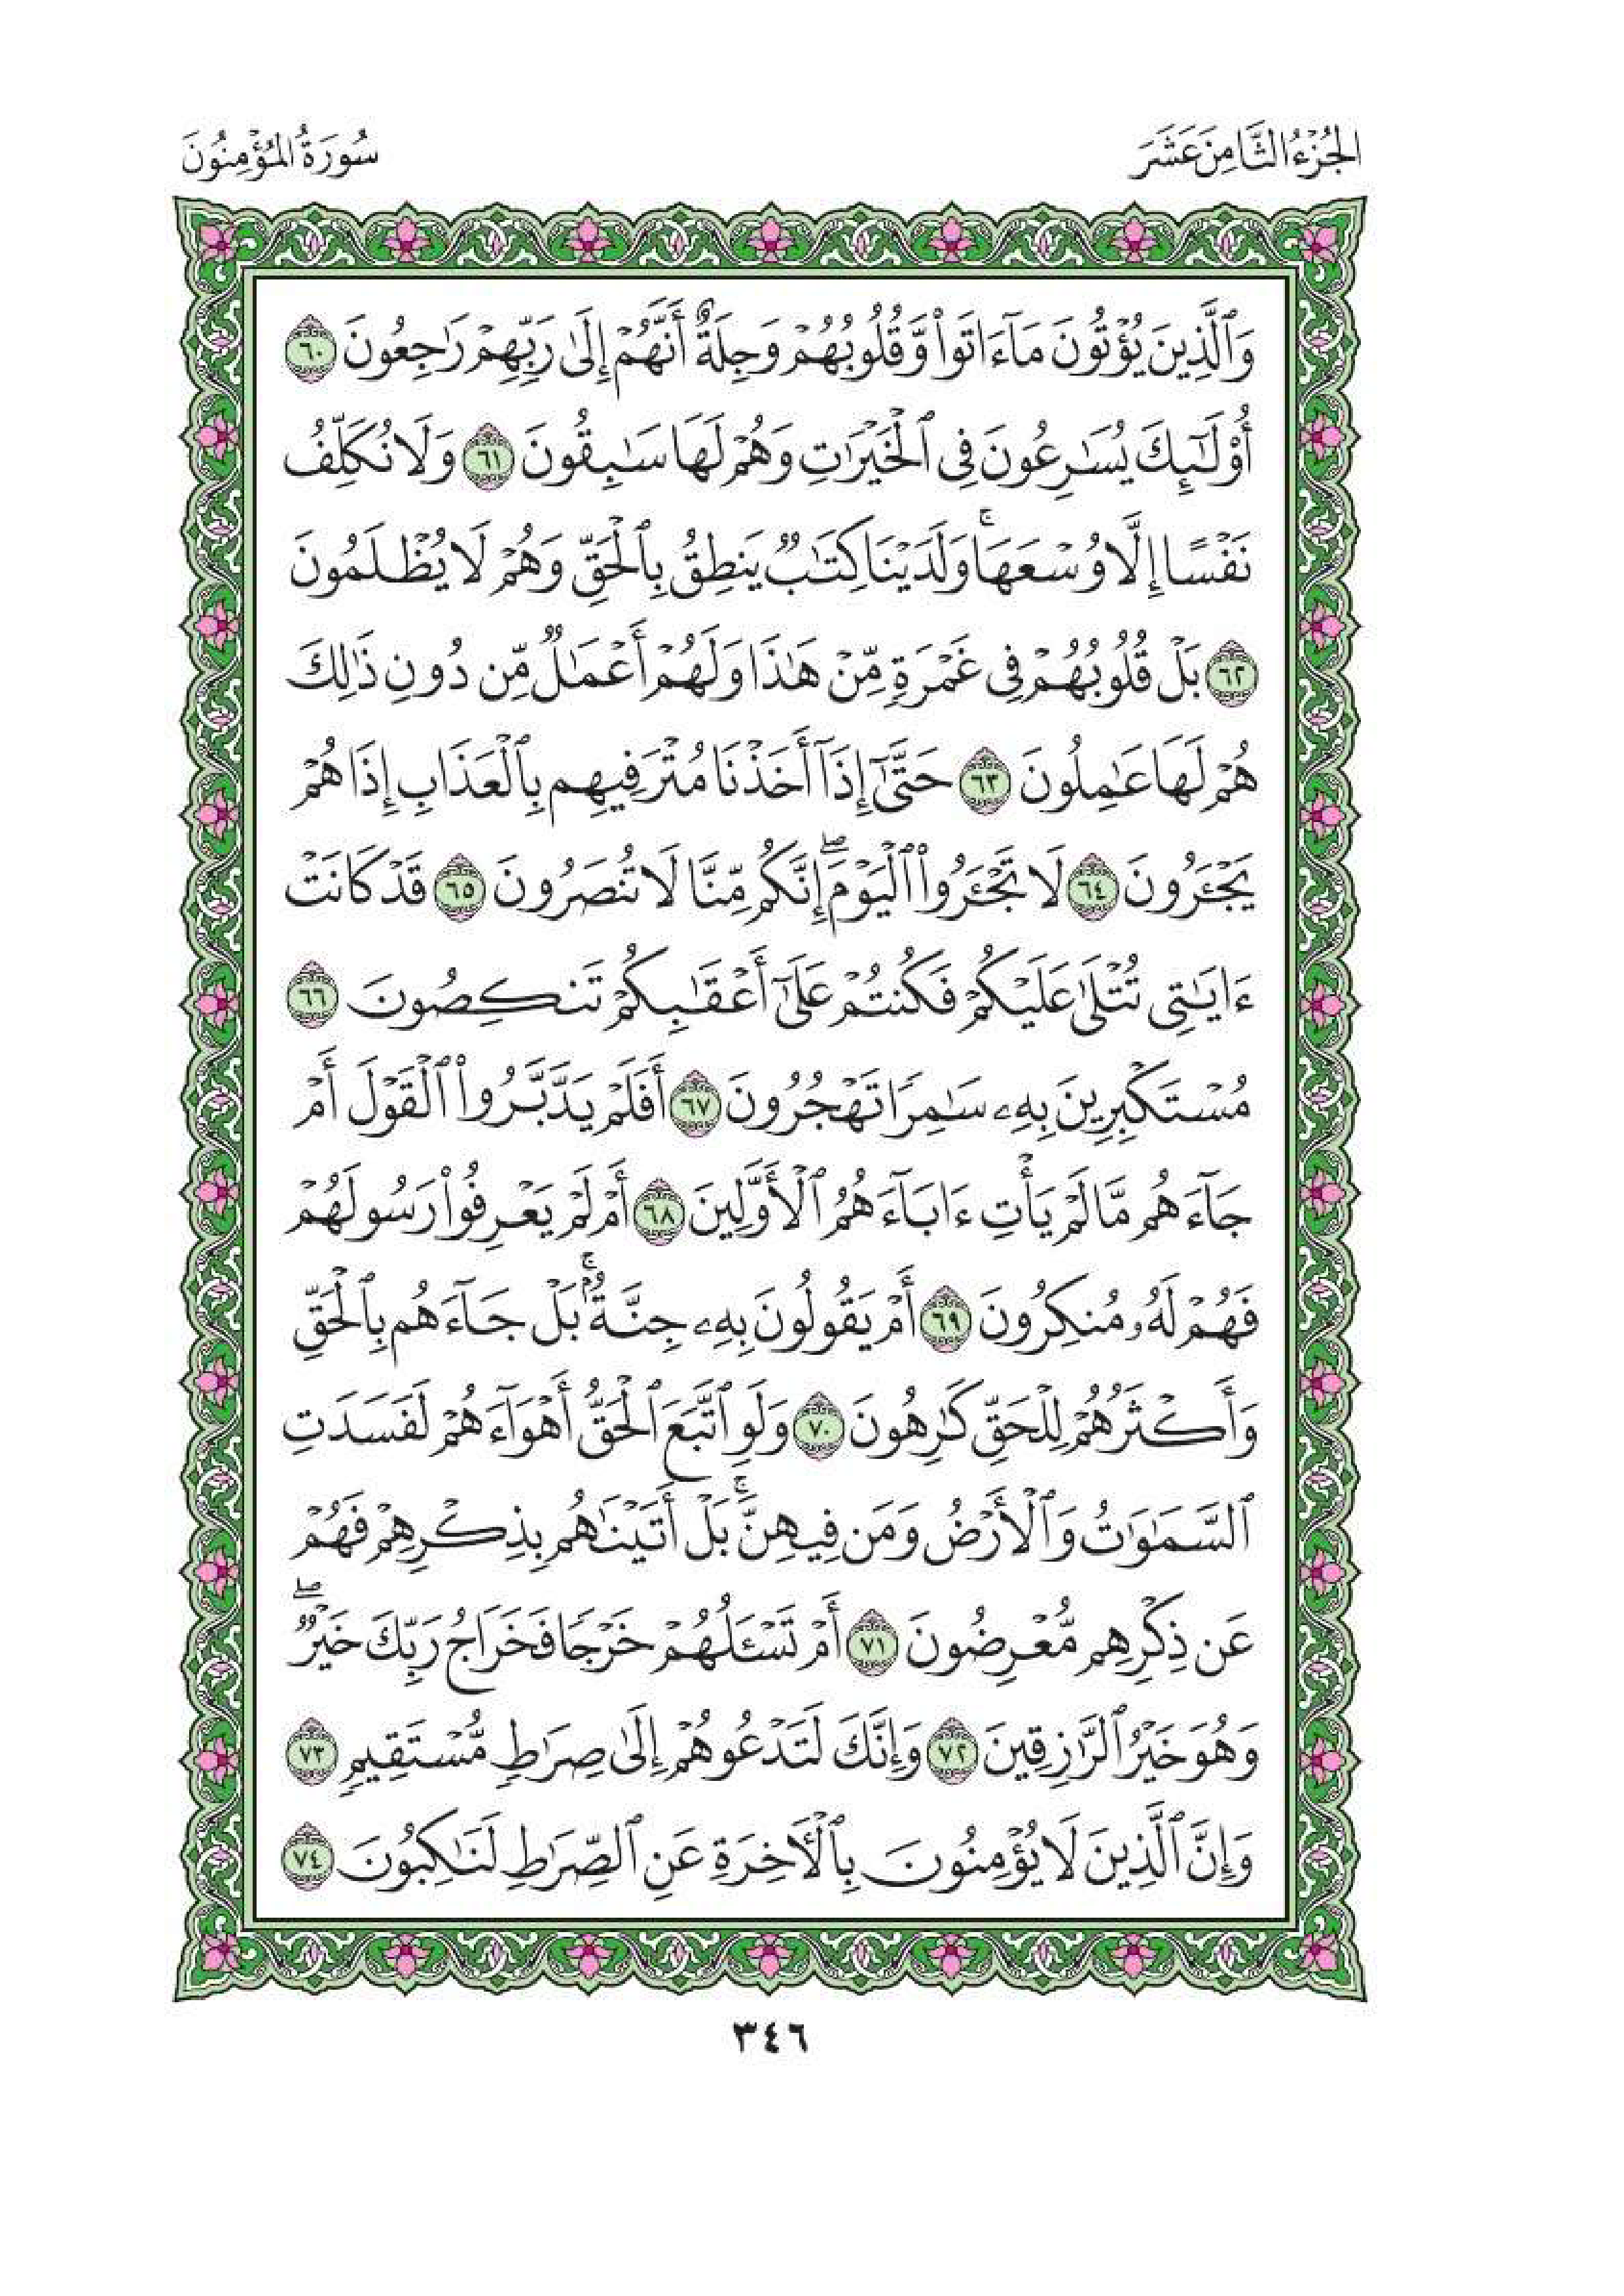 الجُزْءُ الثَّامِنَ عَشَرَ
سُورَةُ المُؤْمِنُونَ
وَٱلَّذِينَ يُؤْتُونَ مَآ ءَاتَوا۟ وَّقُلُوبُهُمْ وَجِلَةٌ أَنَّهُمْ إِلَىٰ رَبِّهِمْ رَٰجِعُونَ ٦٠
أُو۟لَـٰٓئِكَ يُسَـٰرِعُونَ فِى ٱلْخَيْرَٰتِ وَهُمْ لَهَا سَـٰبِقُونَ ٦١ وَلَا نُكَلِّفُ
نَفْسًا إِلَّا وُسْعَهَا ۚ وَلَدَيْنَا كِتَـٰبٌ يَنطِقُ بِٱلْحَقِّ وَهُمْ لَا يُظْلَمُونَ
٦٢ بَلْ قُلُوبُهُمْ فِى غَمْرَةٍ مِّنْ هَـٰذَا وَلَهُمْ أَعْمَـٰلٌ مِّن دُونِ ذَٰلِكَ
هُمْ لَهَا عَـٰمِلُونَ ٦٣ حَتَّىٰٓ إِذَآ أَخَذْنَا مُتْرَفِيهِم بِٱلْعَذَابِ إِذَا هُمْ
يَجْـَٔرُونَ ٦٤ لَا تَجْـَٔرُوا۟ ٱلْيَوْمَ ۖ إِنَّكُم مِّنَّا لَا تُنصَرُونَ ٦٥ قَدْ كَانَتْ
ءَايَـٰتِى تُتْلَىٰ عَلَيْكُمْ فَكُنتُمْ عَلَىٰٓ أَعْقَـٰبِكُمْ تَنكِصُونَ ٦٦
مُسْتَكْبِرِينَ بِهِۦ سَـٰمِرًا تَهْجُرُونَ ٦٧ أَفَلَمْ يَدَّبَّرُوا۟ ٱلْقَوْلَ أَمْ
جَآءَهُم مَّا لَمْ يَأْتِ ءَابَآءَهُمُ ٱلْأَوَّلِينَ ٦٨ أَمْ لَمْ يَعْرِفُوا۟ رَسُولَهُمْ
فَهُمْ لَهُۥ مُنكِرُونَ ٦٩ أَمْ يَقُولُونَ بِهِۦ جِنَّةٌۢ ۚ بَلْ جَآءَهُم بِٱلْحَقِّ
وَأَكْثَرُهُمْ لِلْحَقِّ كَـٰرِهُونَ ٧٠ وَلَوِ ٱتَّبَعَ ٱلْحَقُّ أَهْوَآءَهُمْ لَفَسَدَتِ
ٱلسَّمَـٰوَٰتُ وَٱلْأَرْضُ وَمَن فِيهِنَّ ۚ بَلْ أَتَيْنَـٰهُم بِذِكْرِهِمْ فَهُمْ
عَن ذِكْرِهِم مُّعْرِضُونَ ٧١ أَمْ تَسْـَٔلُهُمْ خَرْجًا فَخَرَاجُ رَبِّكَ خَيْرٌ ۖ
وَهُوَ خَيْرُ ٱلرَّٰزِقِينَ ٧٢ وَإِنَّكَ لَتَدْعُوهُمْ إِلَىٰ صِرَٰطٍ مُّسْتَقِيمٍ ٧٣
وَإِنَّ ٱلَّذِينَ لَا يُؤْمِنُونَ بِٱلْـَٔاخِرَةِ عَنِ ٱلصِّرَٰطِ لَنَـٰكِبُونَ ٧٤
٣٤٦